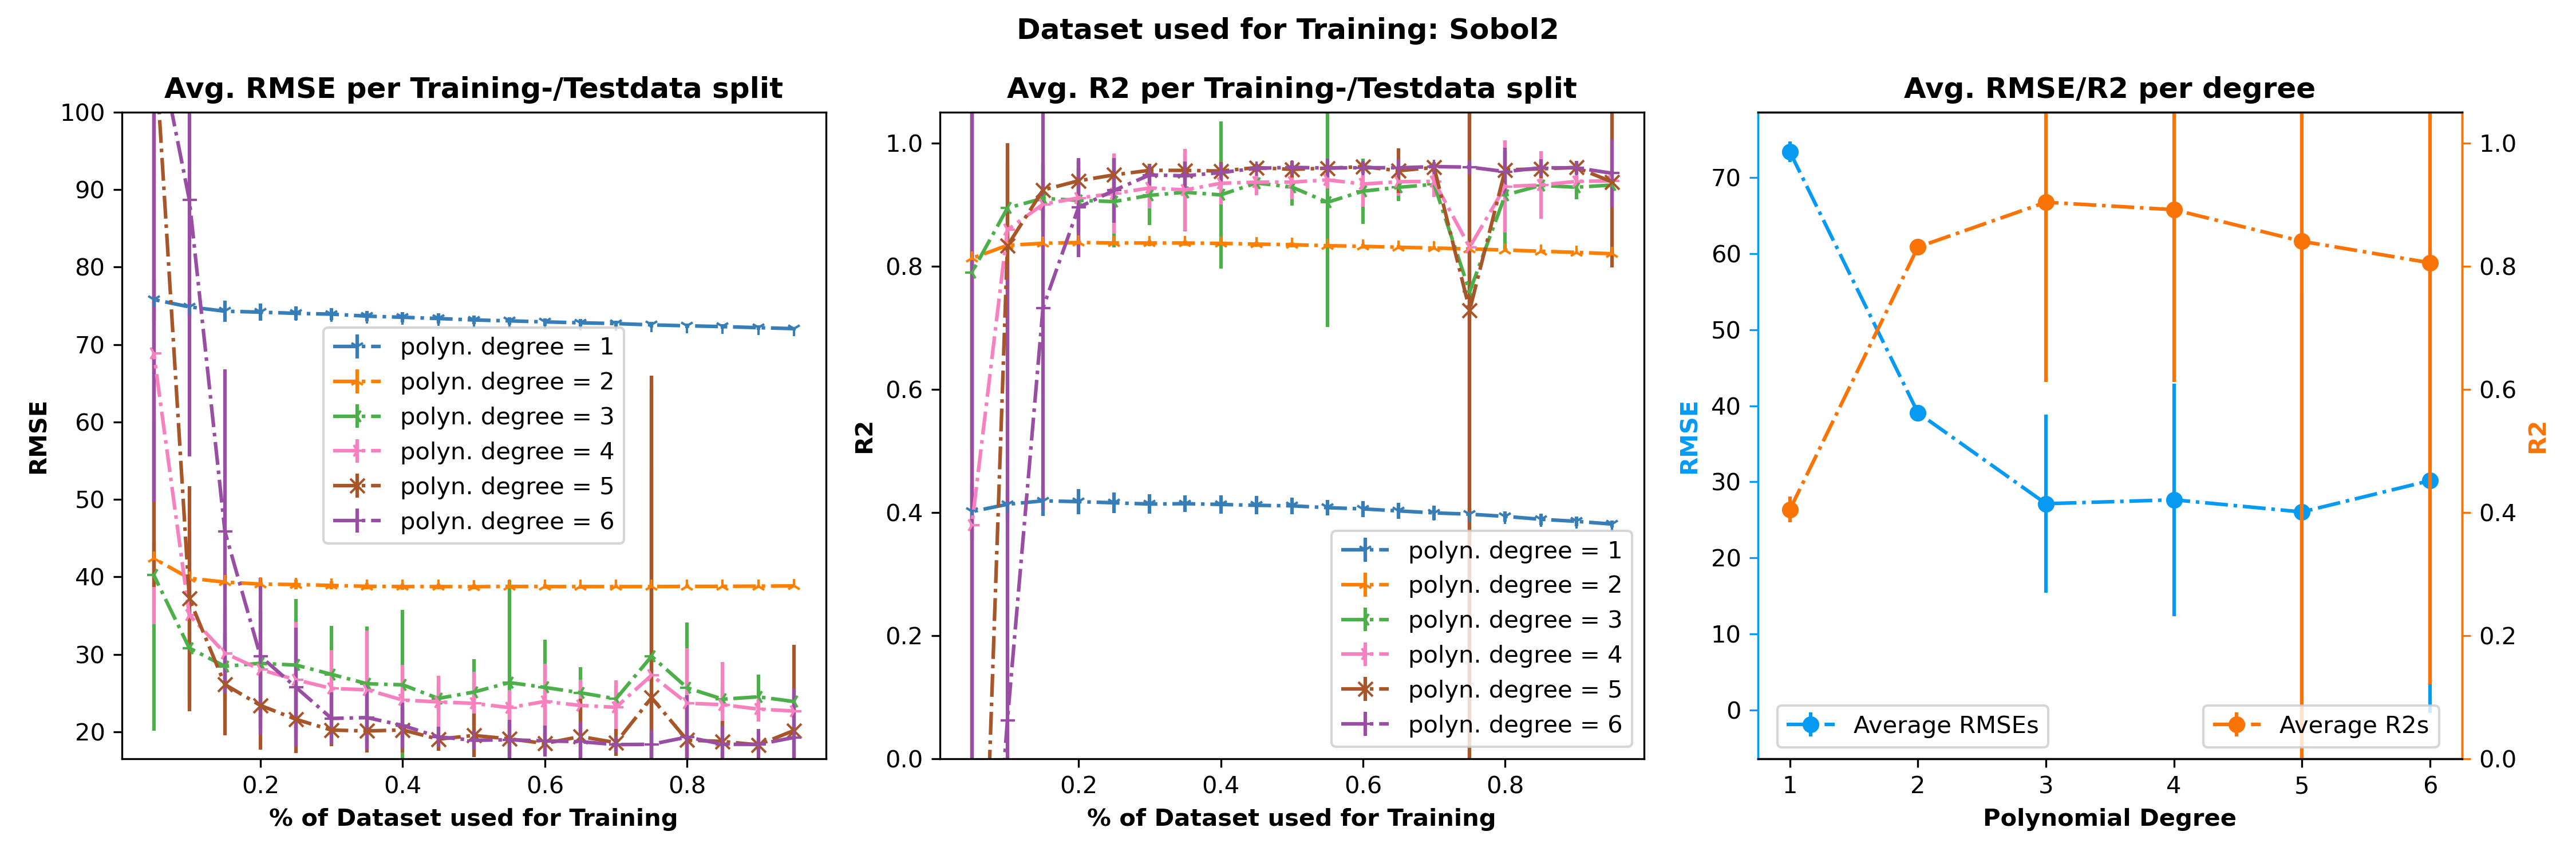 Dataset used for Training: Sobol2
Avg. RMSE per Training-/Testdata split
100
90
80
70
60
50
40
30
20
RMSE
polyn. degree = 1
polyn. degree = 2
polyn. degree = 3
polyn. degree = 4
polyn. degree = 5
polyn. degree = 6
0.2 0.4 0.6 0.8
% of Dataset used for Training
Avg. R2 per Training-/Testdata split
1.0
0.8
0.6
0.4
0.2
0.0
R2
polyn. degree = 1
polyn. degree = 2
polyn. degree = 3
polyn. degree = 4
polyn. degree = 5
polyn. degree = 6
0.2 0.4 0.6 0.8
% of Dataset used for Training
Avg. RMSE/R2 per degree
70
60
50
40
30
20
10
0
RMSE
1.0
0.8
0.6
0.4
0.2
0.0
R2
Average RMSEs
Average R2s
1 2 3 4 5 6
Polynomial Degree